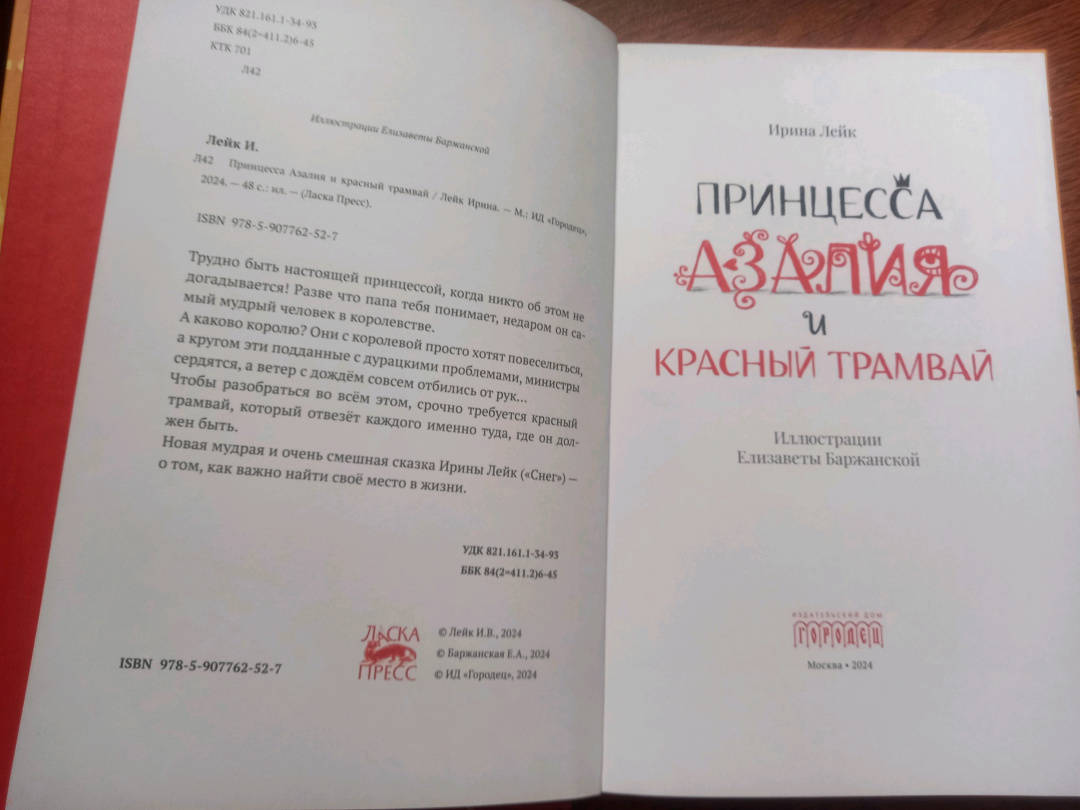 УДК 821.161.1-34-93
ББК 84(2=411.2)6-45
КТК 701
Л42
Иллюстрации Елизаветы Баржанской
Лейк И.
Л42 Принцесса Азалия и красный трамвай / Лейк Ирина. — М.: ИД «Городец»,
2024. — 48 с.: ил. — (Ласка Пресс).
ISBN 978-5-907762-52-7
Трудно быть настоящей принцессой, когда никто об этом не
догадывается! Разве что папа тебя понимает, недаром он са-
мый мудрый человек в королевстве.
А каково королю? Они с королевой просто хотят повеселиться,
а кругом эти подданные с дурацкими проблемами, министры
сердятся, а ветер с дождём совсем отбились от рук...
Чтобы разобраться во всём этом, срочно требуется красный
трамвай, который отвезёт каждого именно туда, где он дол-
жен быть.
Новая мудрая и очень смешная сказка Ирины Лейк («Снег») —
о том, как важно найти своё место в жизни.
УДК 821.161.1-34-93
ББК 84(2=411.2)6-45
ISBN 978-5-907762-52-7
ЛАСКА
ПРЕСС
© Лейк И.В., 2024
© Баржанская Е.А., 2024
© ИД «Городец», 2024
Ирина Лейк
ПРИНЦЕССА
АЗАЛИЯ
И
КРАСНЫЙ ТРАМВАЙ
Иллюстрации
Елизаветы Баржанской
ИЗДАТЕЛЬСКИЙ ДОМ
ГОРОДЕЦ
Москва • 2024